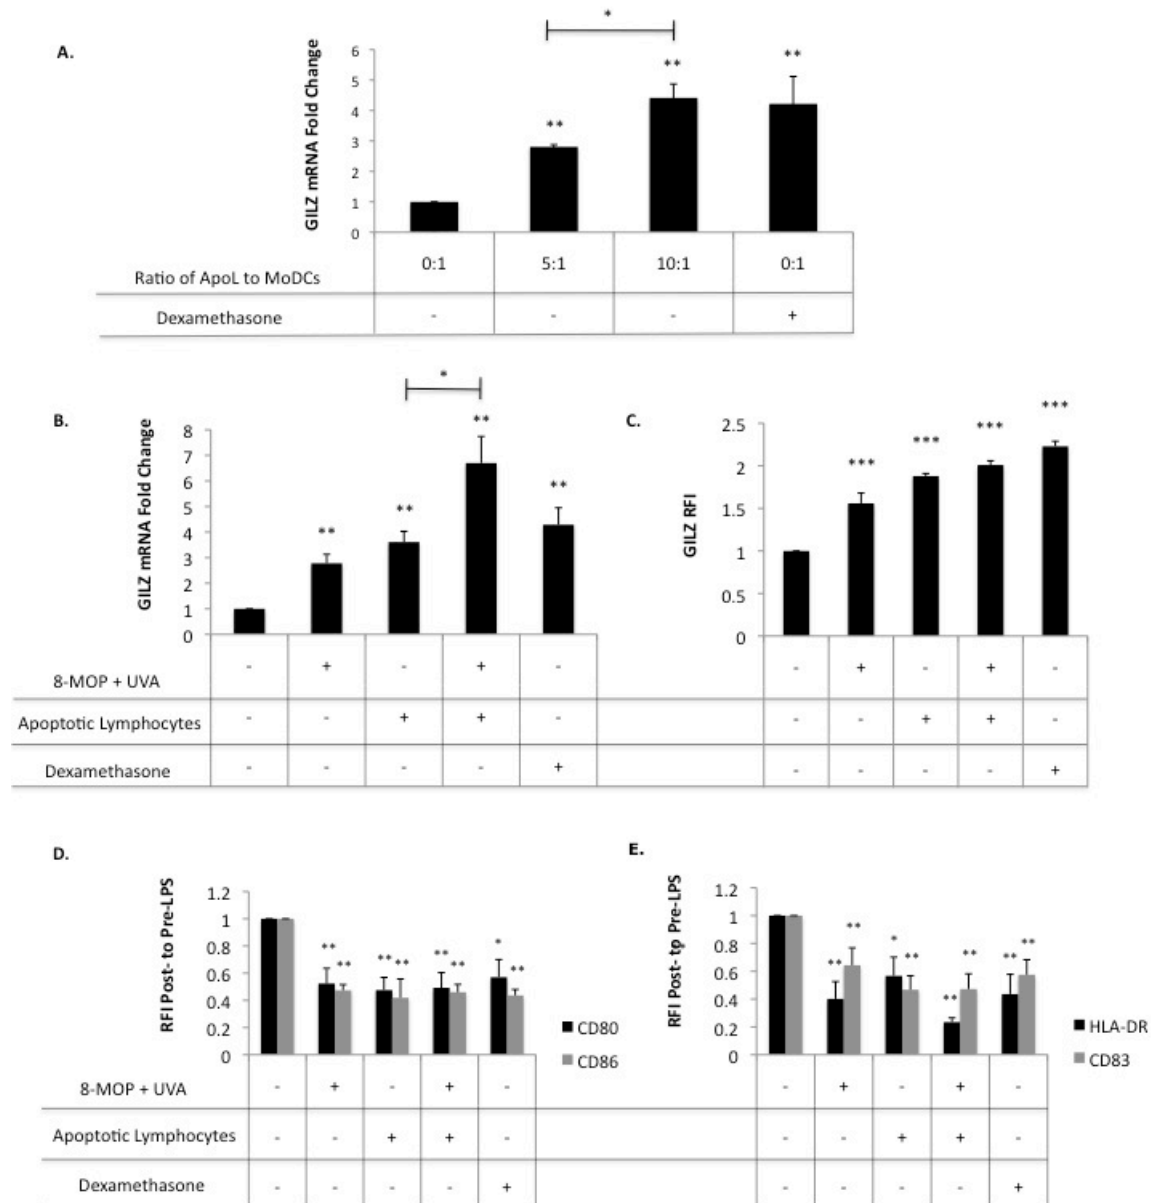 *
A.
GILZ mRNA Fold Change
6
5
4
3
2
1
0
** ** **
Ratio of ApoL to MoDCs 0:1 5:1 10:1 0:1
Dexamethasone - - - +
*
B.
GILZ mRNA Fold Change
8
7
6
5
4
3
2
1
0
** ** ** **
8-MOP + UVA - + - + -
Apoptotic Lymphocytes - - + + -
Dexamethasone - - - - +
C.
GILZ RFI
2.5
2
1.5
1
0.5
0
*** *** *** ***
- + - + -
- - + + -
- - - - +
D.
RFI Post- to Pre-LPS
1.2
1
0.8
0.6
0.4
0.2
0
** ** ** ** ** ** * **
CD80
CD86
8-MOP + UVA - + - + -
Apoptotic Lymphocytes - - + + -
Dexamethasone - - - - +
E.
RFI Post- to Pre-LPS
1.2
1
0.8
0.6
0.4
0.2
0
** ** * ** ** ** ** **
HLA-DR
CD83
- + - + -
- - + + -
- - - - +